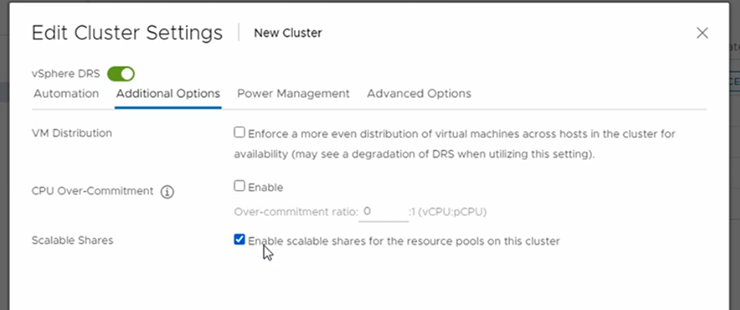 Edit Cluster Settings | New Cluster
vSphere DRS
Automation Additional Options Power Management Advanced Options
VM Distribution
Enforce a more even distribution of virtual machines across hosts in the cluster for
availability (may see a degradation of DRS when utilizing this setting).
CPU Over-Commitment
Enable
Over-commitment ratio: 0 :1 (vCPU:pCPU)
Scalable Shares
Enable scalable shares for the resource pools on this cluster